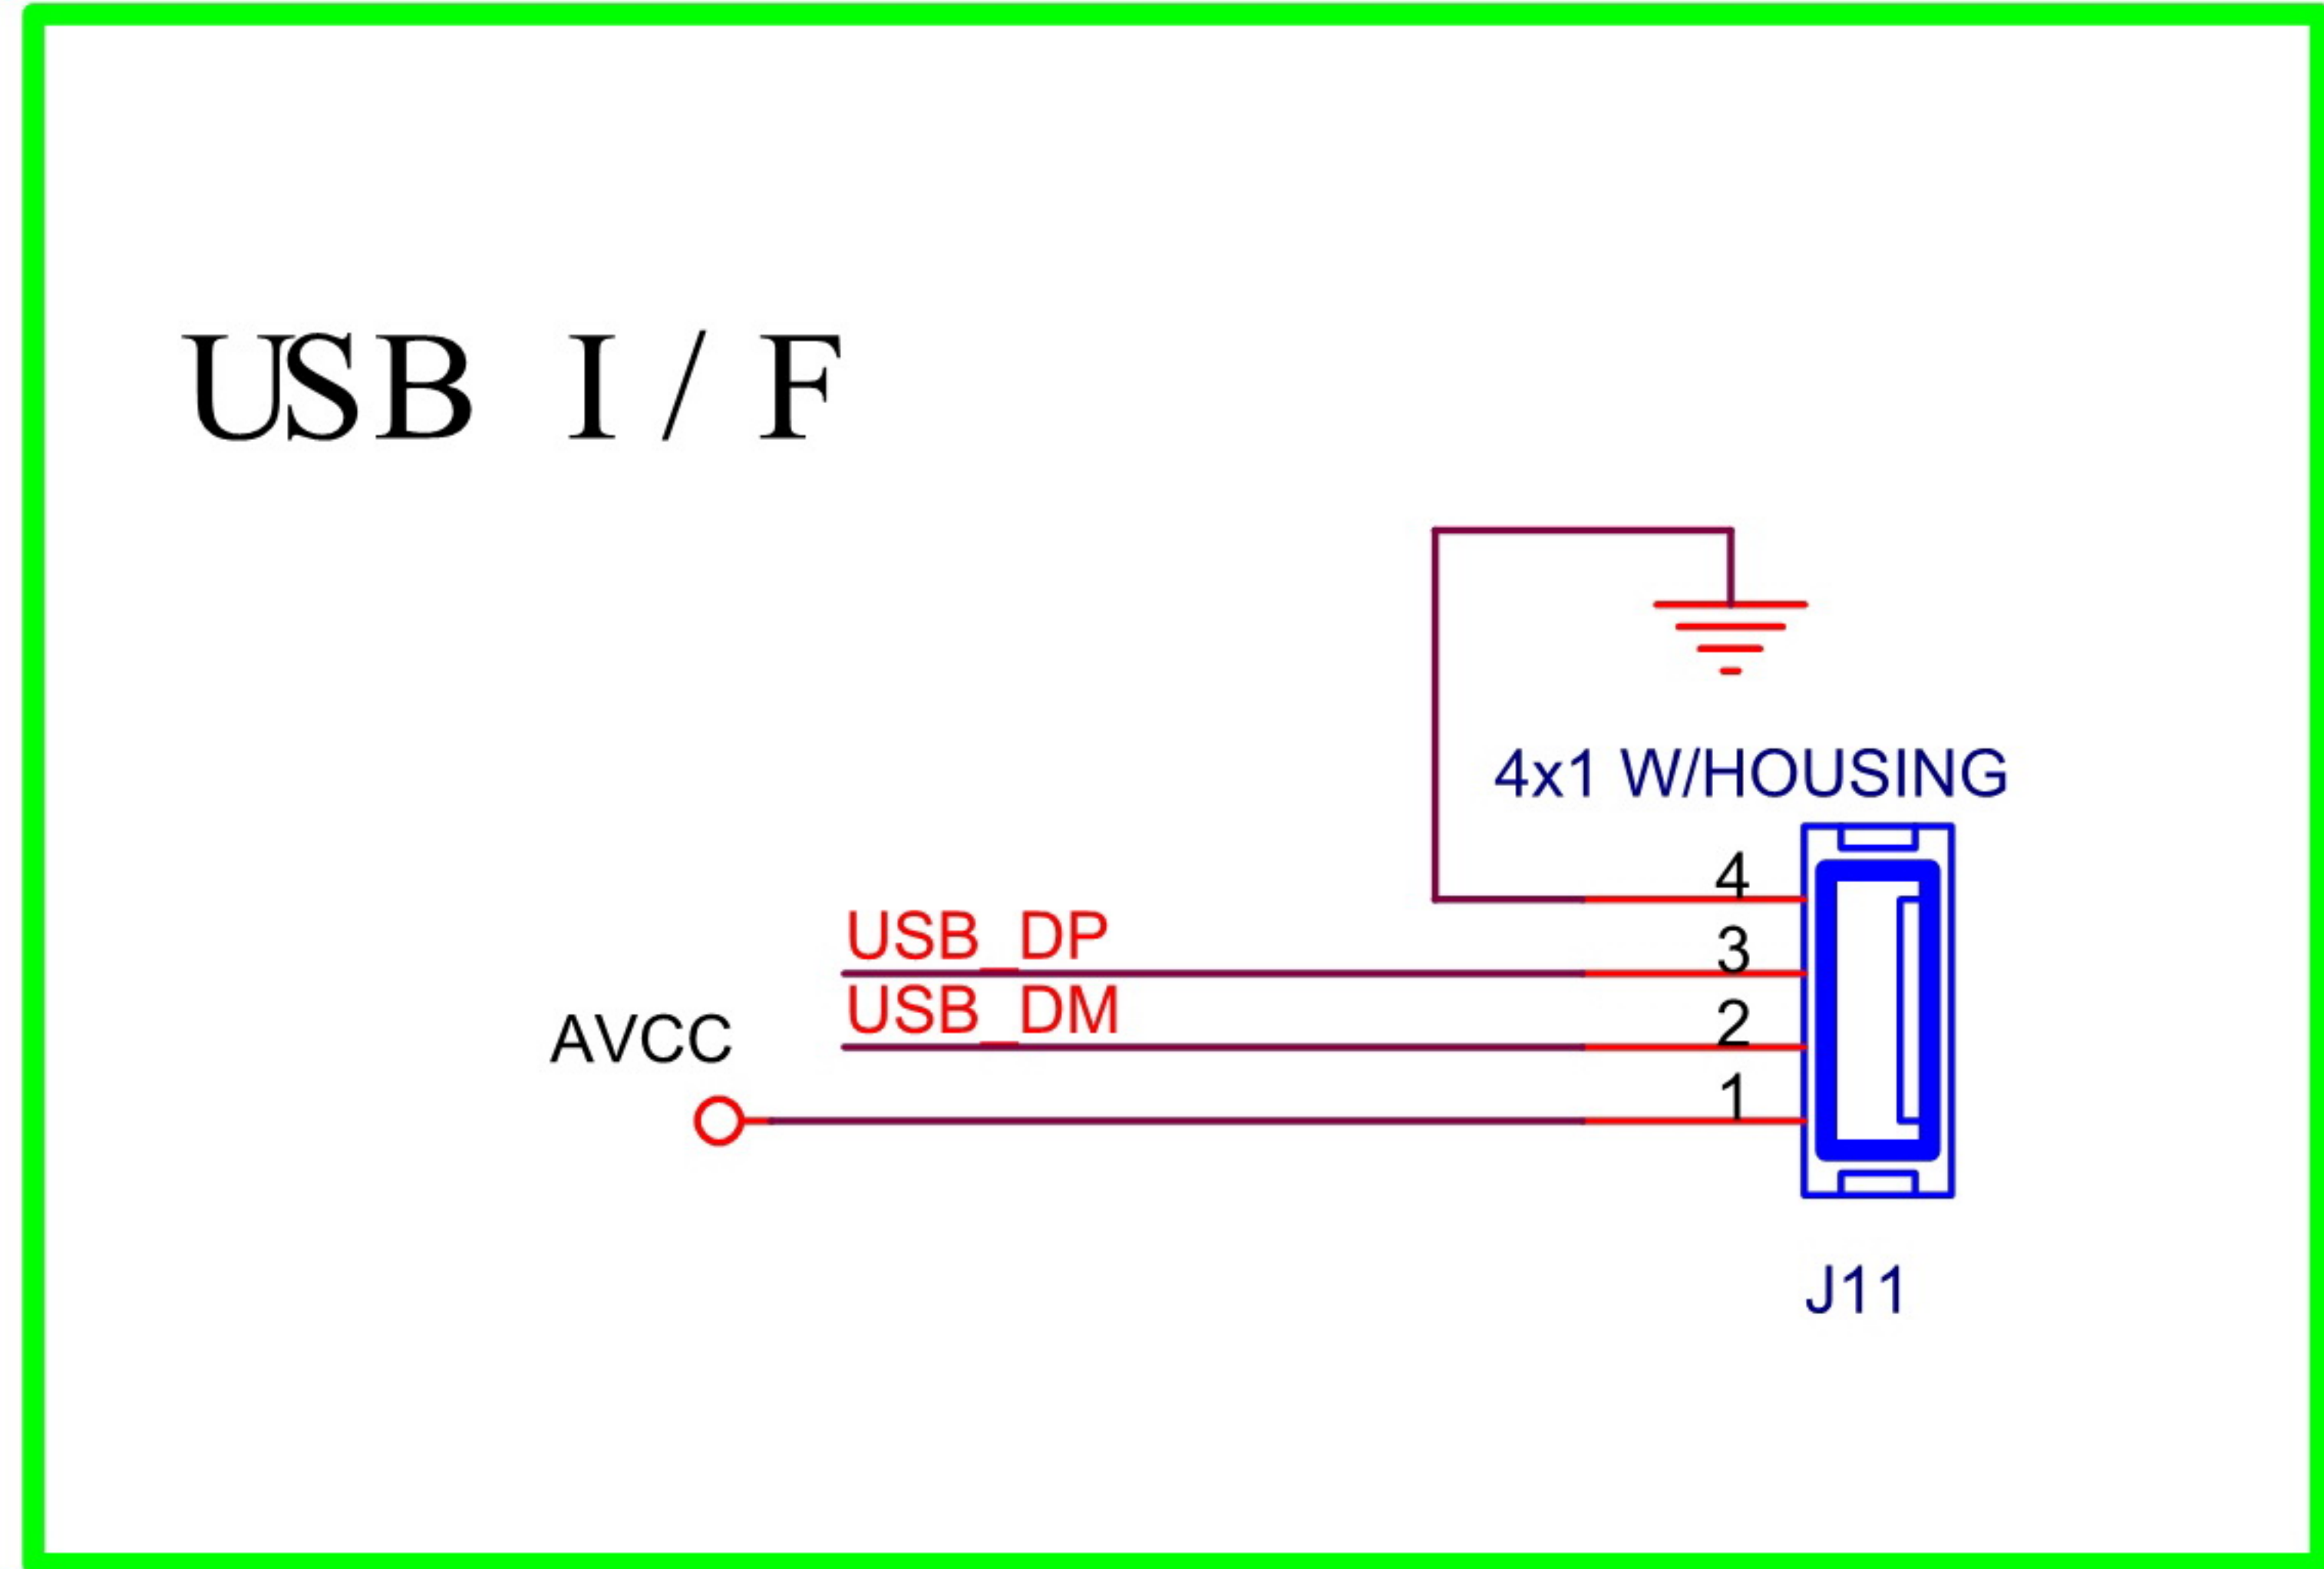 USB I/F
4x1 W/HOUSING
4
USB_DP
3
USB_DM
2
AVCC
1
J11